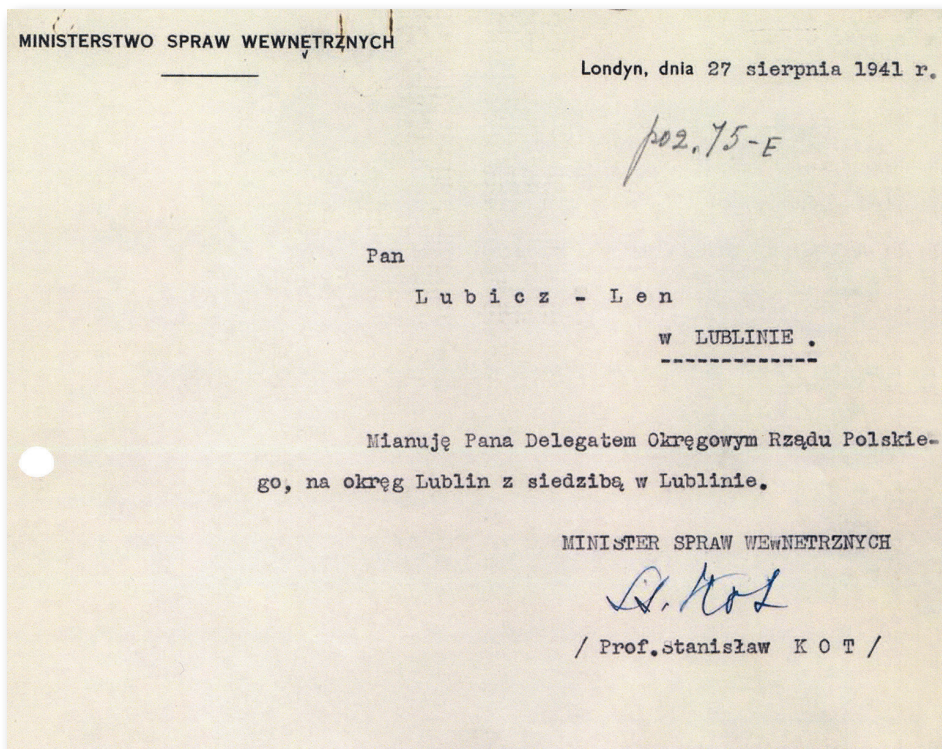 MINISTERSTWO SPRAW WEWNĘTRZNYCH
Londyn, dnia 27 sierpnia 1941 r.
poz. 75-E
Pan
Lubicz - Len
w LUBLINIE .
Mianuję Pana Delegatem Okręgowym Rządu Polskie-
go, na okręg Lublin z siedzibą w Lublinie.
MINISTER SPRAW WEWNETRZNYCH
St. Kot
/ Prof.Stanisław K O T /